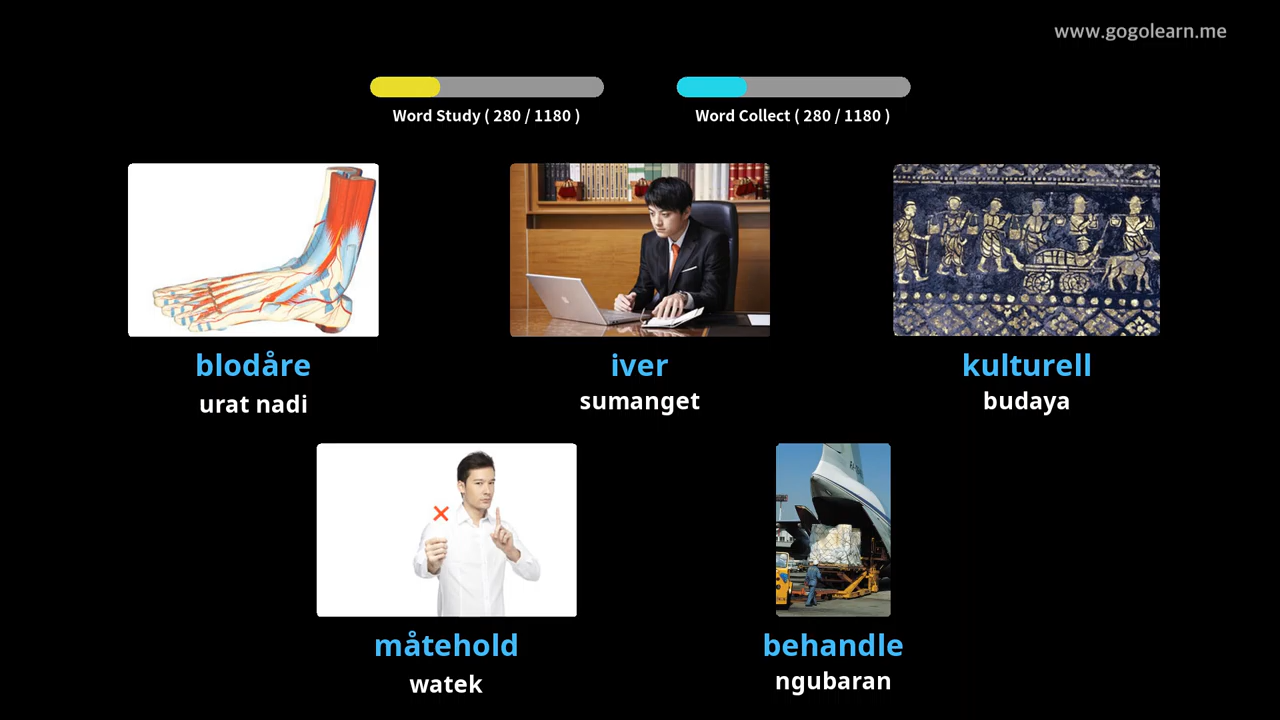 www.gogolearn.me
Word Study ( 280 / 1180 )
Word Collect ( 280 / 1180 )
blodåre
urat nadi
iver
sumanget
kulturell
budaya
måtehold
watek
behandle
ngubaran